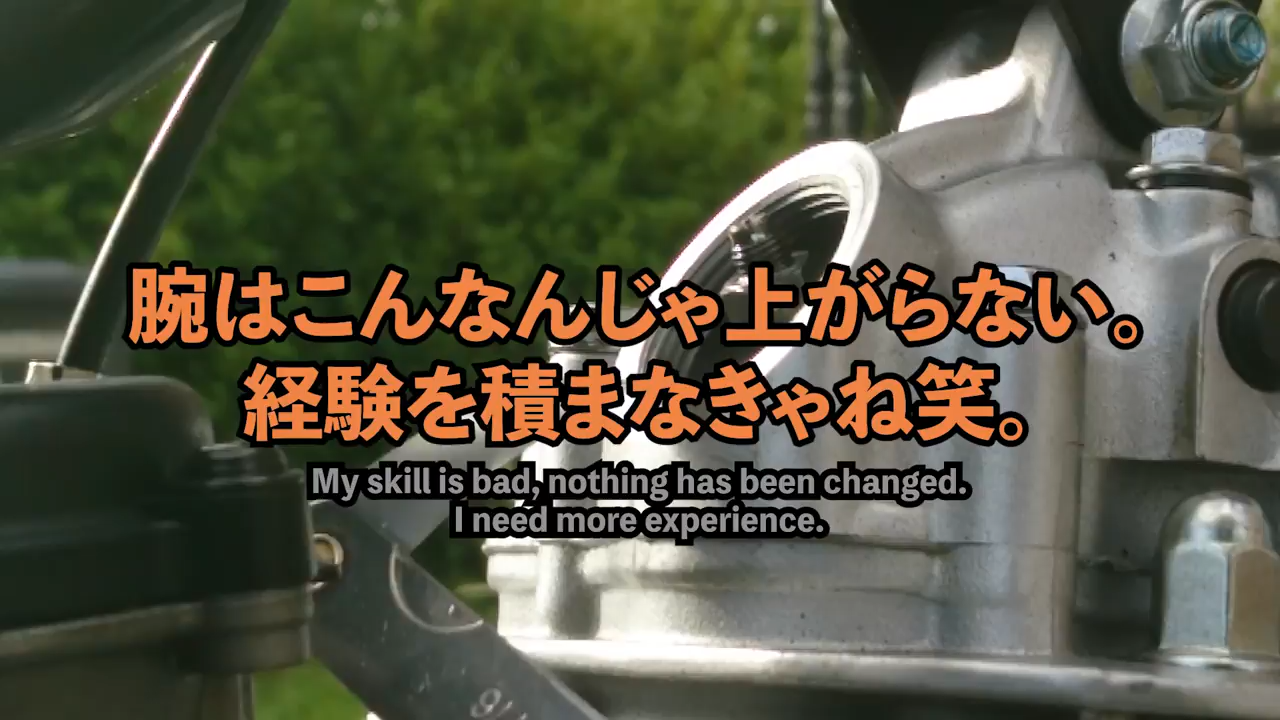 腕はこんなんじゃ上がらない。
経験を積まなきゃね笑。
My skill is bad, nothing has been changed.
I need more experience.